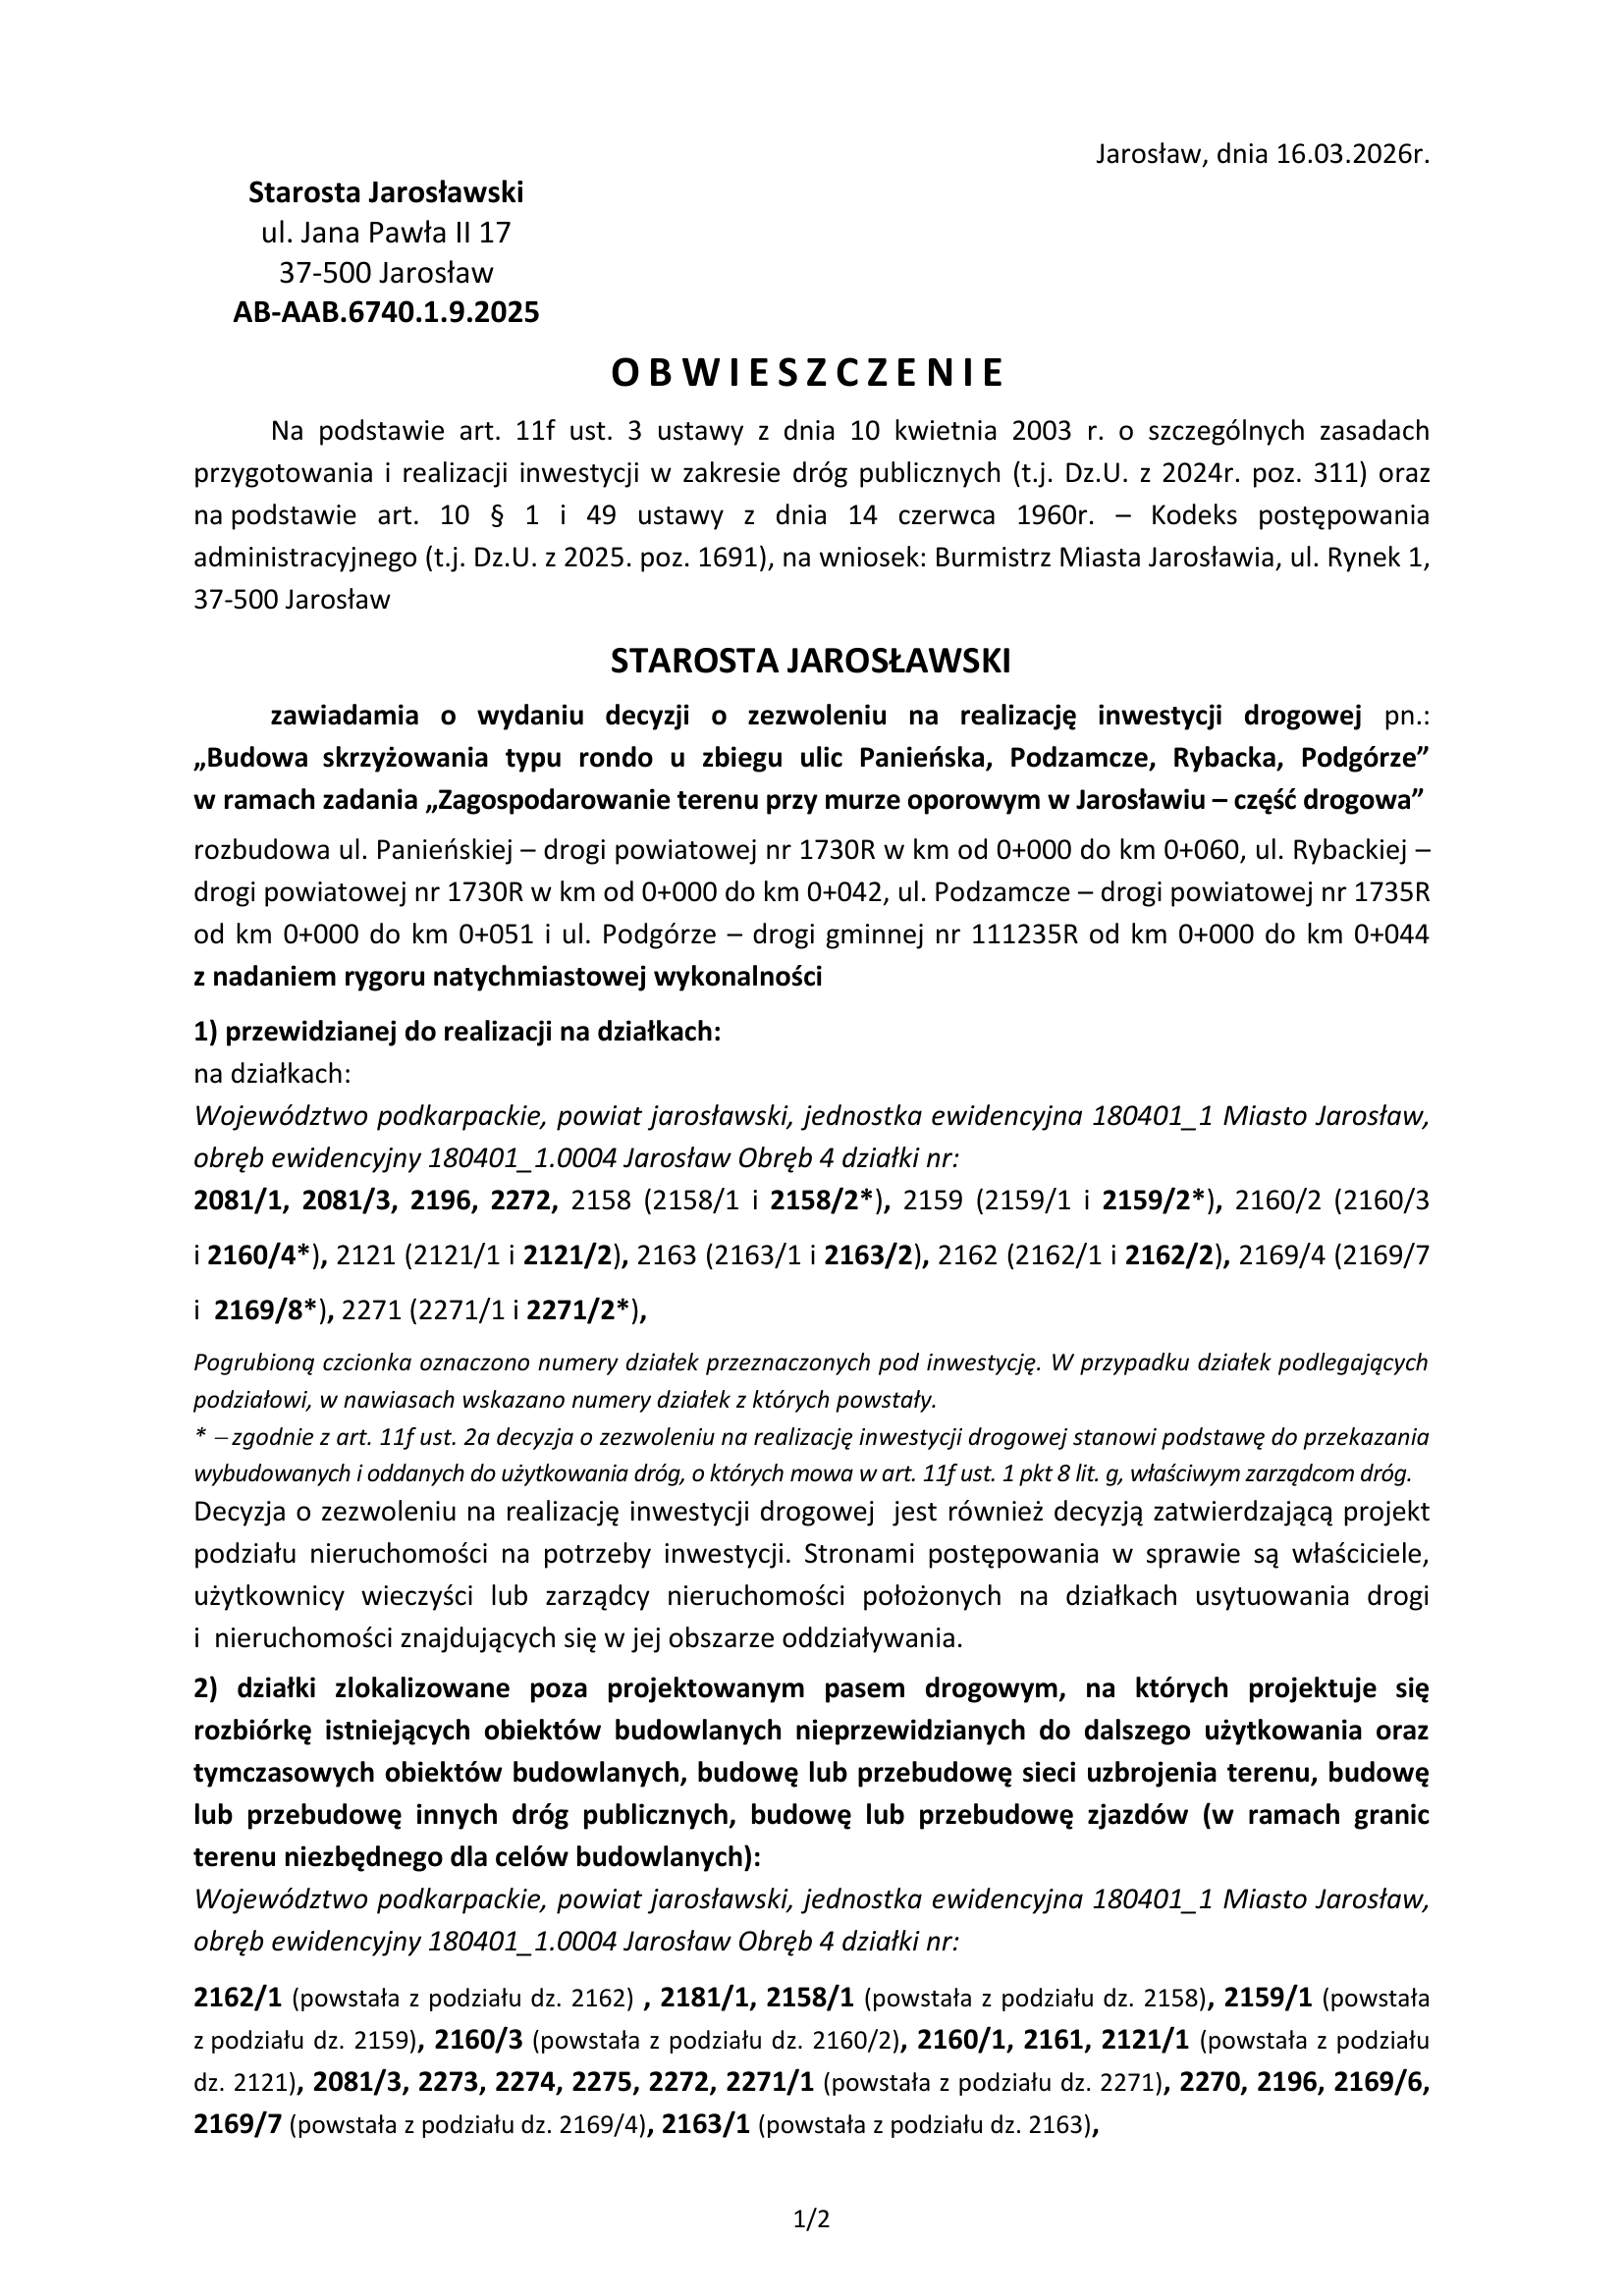 Jarosław, dnia 16.03.2026r.
Starosta Jarosławski
ul. Jana Pawła II 17
37-500 Jarosław
AB-AAB.6740.1.9.2025
OBWIESZCZENIE
Na podstawie art. 11f ust. 3 ustawy z dnia 10 kwietnia 2003 r. o szczególnych zasadach
przygotowania i realizacji inwestycji w zakresie dróg publicznych (t.j. Dz.U. z 2024r. poz. 311) oraz
na podstawie art. 10 § 1 i 49 ustawy z dnia 14 czerwca 1960r. – Kodeks postępowania
administracyjnego (t.j. Dz.U. z 2025. poz. 1691), na wniosek: Burmistrz Miasta Jarosławia, ul. Rynek 1,
37-500 Jarosław
STAROSTA JAROSŁAWSKI
zawiadamia o wydaniu decyzji o zezwoleniu na realizację inwestycji drogowej pn.:
„Budowa skrzyżowania typu rondo u zbiegu ulic Panieńska, Podzamcze, Rybacka, Podgórze”
w ramach zadania „Zagospodarowanie terenu przy murze oporowym w Jarosławiu – część drogowa”
rozbudowa ul. Panieńskiej – drogi powiatowej nr 1730R w km od 0+000 do km 0+060, ul. Rybackiej –
drogi powiatowej nr 1730R w km od 0+000 do km 0+042, ul. Podzamcze – drogi powiatowej nr 1735R
od km 0+000 do km 0+051 i ul. Podgórze – drogi gminnej nr 111235R od km 0+000 do km 0+044
z nadaniem rygoru natychmiastowej wykonalności
1) przewidzianej do realizacji na działkach:
na działkach:
Województwo podkarpackie, powiat jarosławski, jednostka ewidencyjna 180401_1 Miasto Jarosław,
obręb ewidencyjny 180401_1.0004 Jarosław Obręb 4 działki nr:
2081/1, 2081/3, 2196, 2272, 2158 (2158/1 i 2158/2*), 2159 (2159/1 i 2159/2*), 2160/2 (2160/3
i 2160/4*), 2121 (2121/1 i 2121/2), 2163 (2163/1 i 2163/2), 2162 (2162/1 i 2162/2), 2169/4 (2169/7
i 2169/8*), 2271 (2271/1 i 2271/2*),
Pogrubioną czcionka oznaczono numery działek przeznaczonych pod inwestycję. W przypadku działek podlegających
podziałowi, w nawiasach wskazano numery działek z których powstały.
* – zgodnie z art. 11f ust. 2a decyzja o zezwoleniu na realizację inwestycji drogowej stanowi podstawę do przekazania
wybudowanych i oddanych do użytkowania dróg, o których mowa w art. 11f ust. 1 pkt 8 lit. g, właściwym zarządcom dróg.
Decyzja o zezwoleniu na realizację inwestycji drogowej jest również decyzją zatwierdzającą projekt
podziału nieruchomości na potrzeby inwestycji. Stronami postępowania w sprawie są właściciele,
użytkownicy wieczyści lub zarządcy nieruchomości położonych na działkach usytuowania drogi
i nieruchomości znajdujących się w jej obszarze oddziaływania.
2) działki zlokalizowane poza projektowanym pasem drogowym, na których projektuje się
rozbiórkę istniejących obiektów budowlanych nieprzewidzianych do dalszego użytkowania oraz
tymczasowych obiektów budowlanych, budowę lub przebudowę sieci uzbrojenia terenu, budowę
lub przebudowę innych dróg publicznych, budowę lub przebudowę zjazdów (w ramach granic
terenu niezbędnego dla celów budowlanych):
Województwo podkarpackie, powiat jarosławski, jednostka ewidencyjna 180401_1 Miasto Jarosław,
obręb ewidencyjny 180401_1.0004 Jarosław Obręb 4 działki nr:
2162/1 (powstała z podziału dz. 2162) , 2181/1, 2158/1 (powstała z podziału dz. 2158), 2159/1 (powstała
z podziału dz. 2159), 2160/3 (powstała z podziału dz. 2160/2), 2160/1, 2161, 2121/1 (powstała z podziału
dz. 2121), 2081/3, 2273, 2274, 2275, 2272, 2271/1 (powstała z podziału dz. 2271), 2270, 2196, 2169/6,
2169/7 (powstała z podziału dz. 2169/4), 2163/1 (powstała z podziału dz. 2163),
1/2